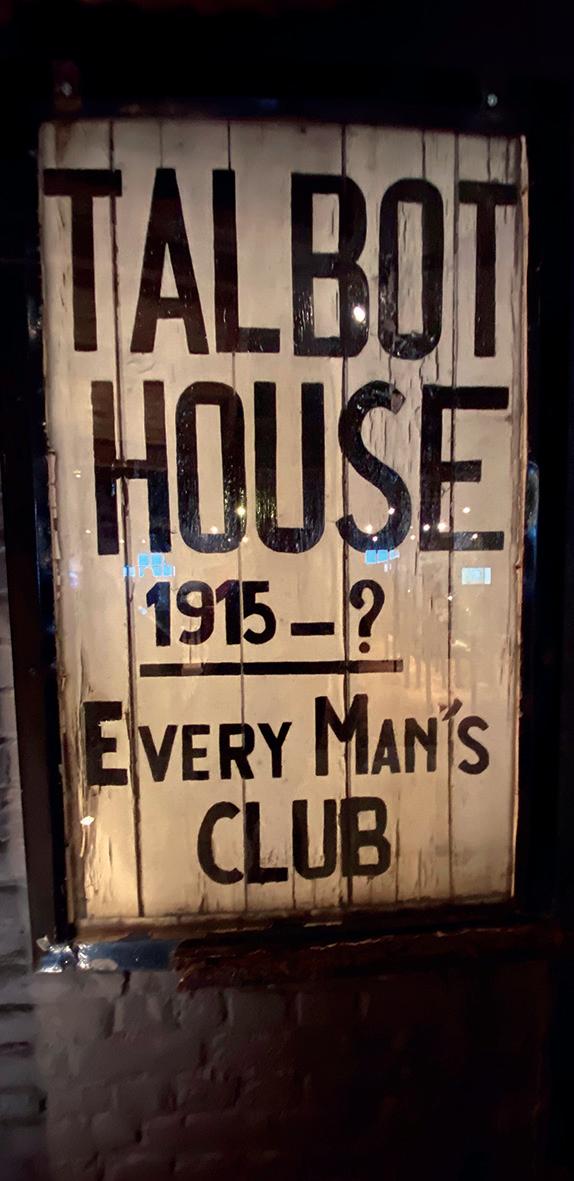 TALBOT
HOUSE
1915 – ?
EVERY MAN'S
CLUB